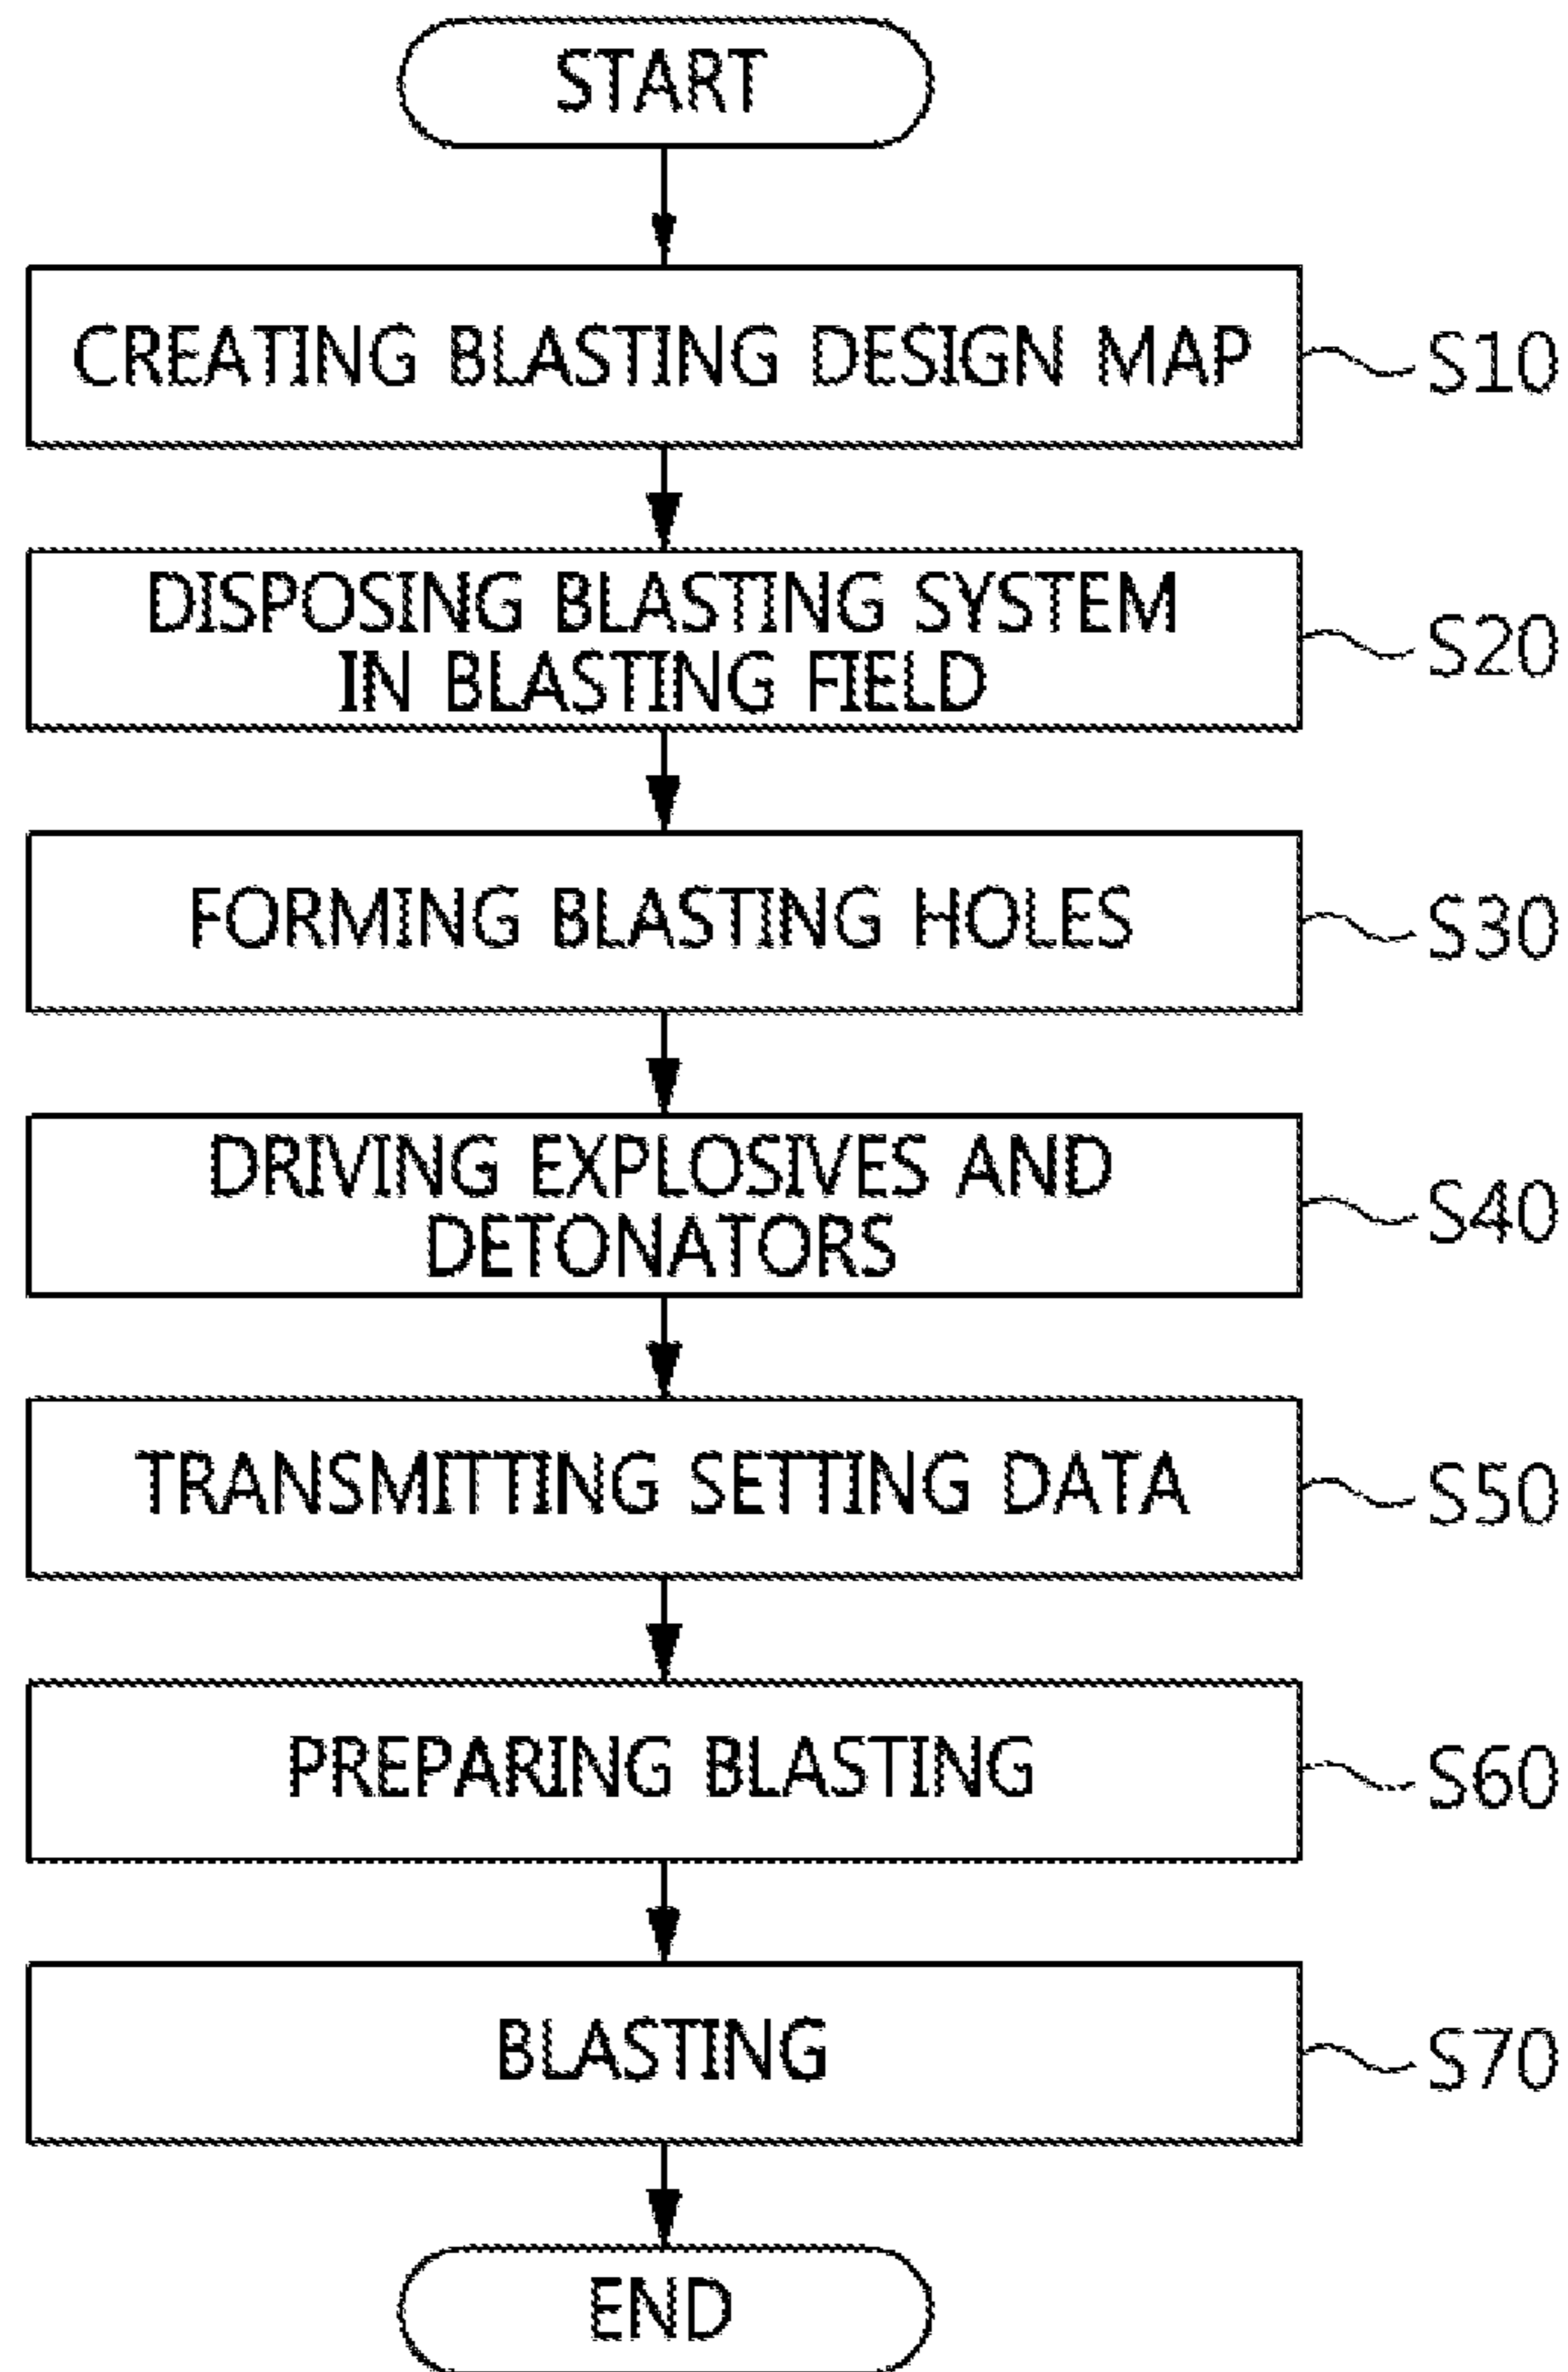 START
CREATING BLASTING DESIGN MAP
S10
DISPOSING BLASTING SYSTEM
IN BLASTING FIELD
S20
FORMING BLASTING HOLES
S30
DRIVING EXPLOSIVES AND
DETONATORS
S40
TRANSMITTING SETTING DATA
S50
PREPARING BLASTING
S60
BLASTING
S70
END